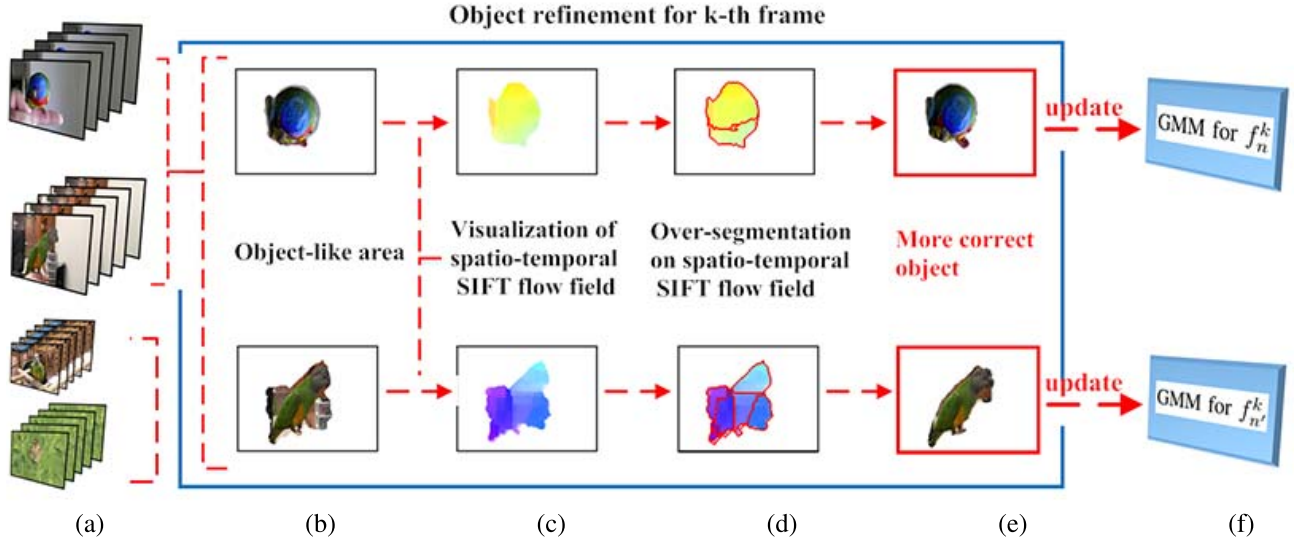 Object refinement for k-th frame
update
GMM for f_n^k
Object-like area
Visualization of
spatio-temporal
SIFT flow field
Over-segmentation
on spatio-temporal
SIFT flow field
More correct
object
update
GMM for f_{n'}^k
(a) (b) (c) (d) (e) (f)